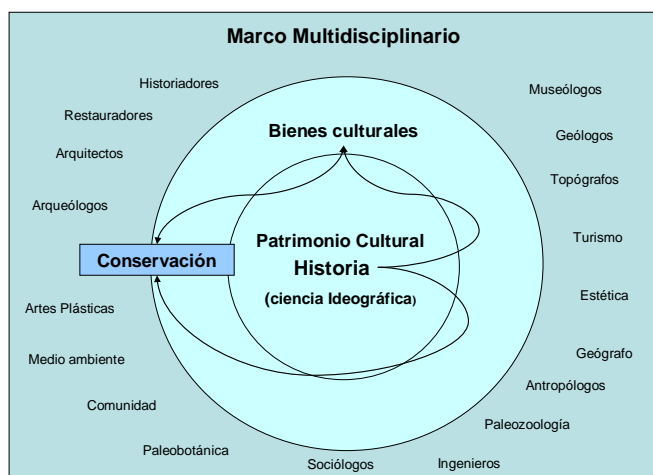 Marco Multidisciplinario
Historiadores
Museólogos
Restauradores
Bienes culturales
Geólogos
Arquitectos
Topógrafos
Arqueólogos
Patrimonio Cultural
Turismo
Conservación
Historia
(ciencia Ideográfica)
Artes Plásticas
Estética
Medio ambiente
Geógrafo
Antropólogos
Comunidad
Paleozoología
Paleobotánica
Sociólogos
Ingenieros